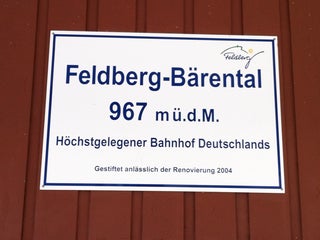 Feldberg
Feldberg-Bärental
967 m ü.d.M.
Höchstgelegener Bahnhof Deutschlands
Gestiftet anlässlich der Renovierung 2004